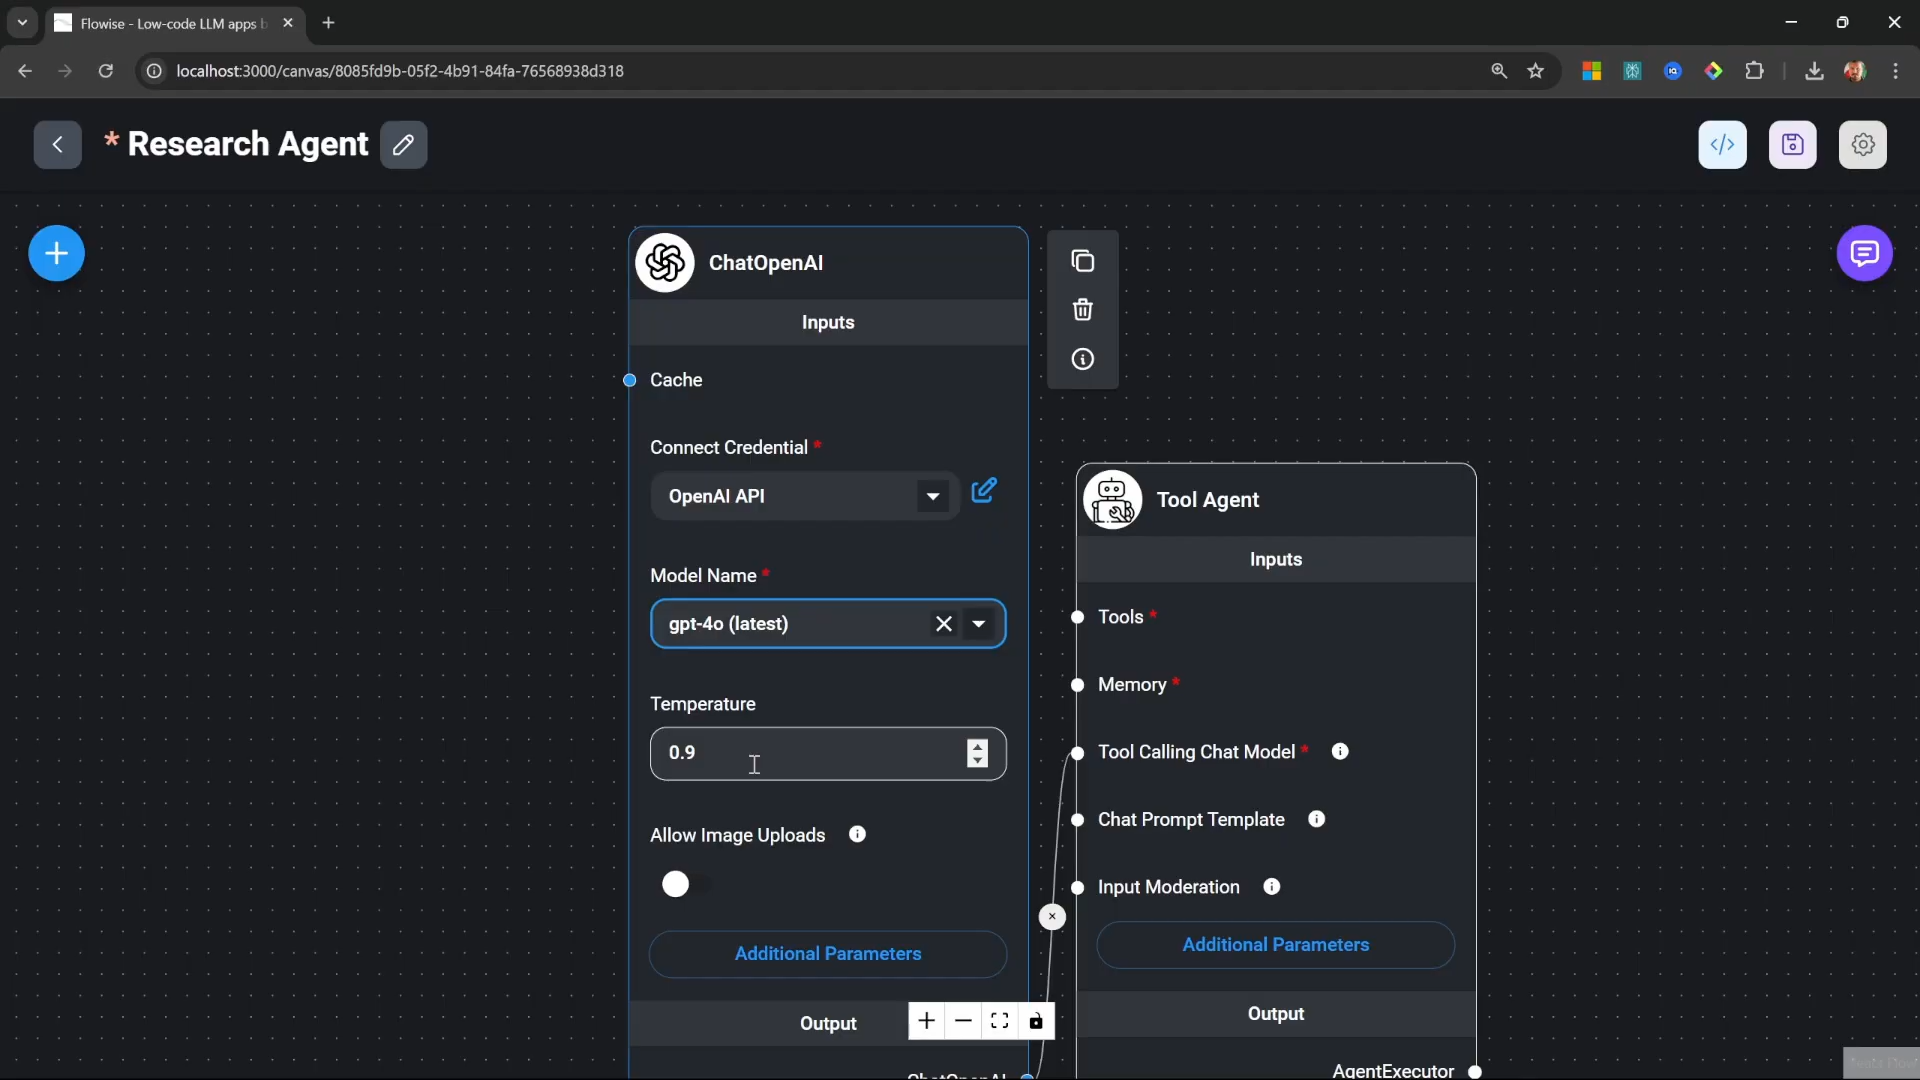 Flowise - Low-code LLM apps b
localhost:3000/canvas/8085fd9b-05f2-4b91-84fa-76568938d318
* Research Agent
ChatOpenAI
Inputs
Cache
Connect Credential *
OpenAI API
Model Name *
gpt-4o (latest)
Temperature
0.9
Allow Image Uploads
Additional Parameters
Output
ChatOpenAI
Tool Agent
Inputs
Tools *
Memory *
Tool Calling Chat Model *
Chat Prompt Template
Input Moderation
Additional Parameters
Output
AgentExecutor